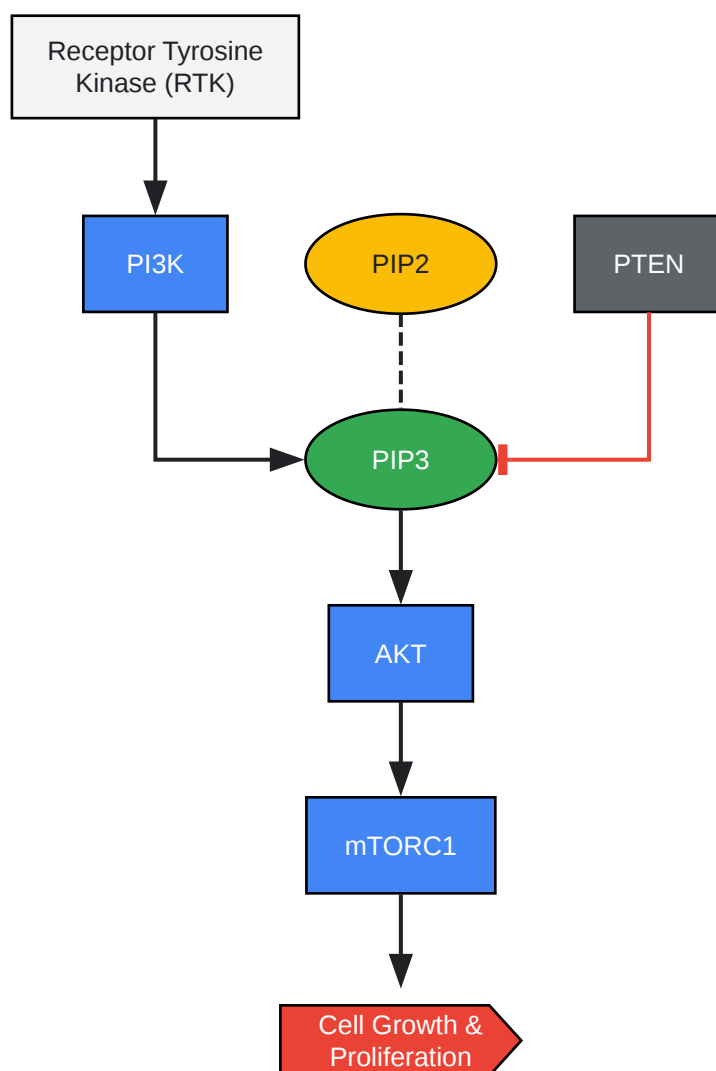 Receptor Tyrosine
Kinase (RTK)
PI3K
PIP2
PTEN
PIP3
AKT
mTORC1
Cell Growth &
Proliferation